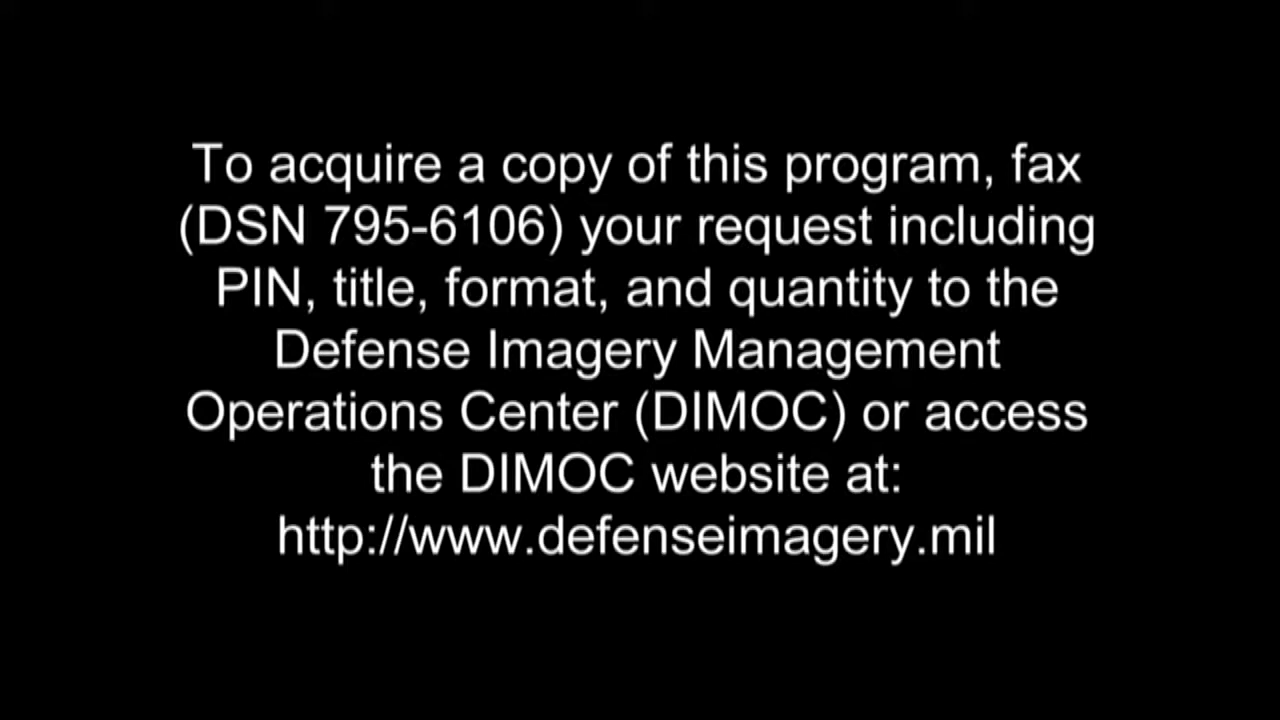 To acquire a copy of this program, fax
(DSN 795-6106) your request including
PIN, title, format, and quantity to the
Defense Imagery Management
Operations Center (DIMOC) or access
the DIMOC website at:
http://www.defenseimagery.mil